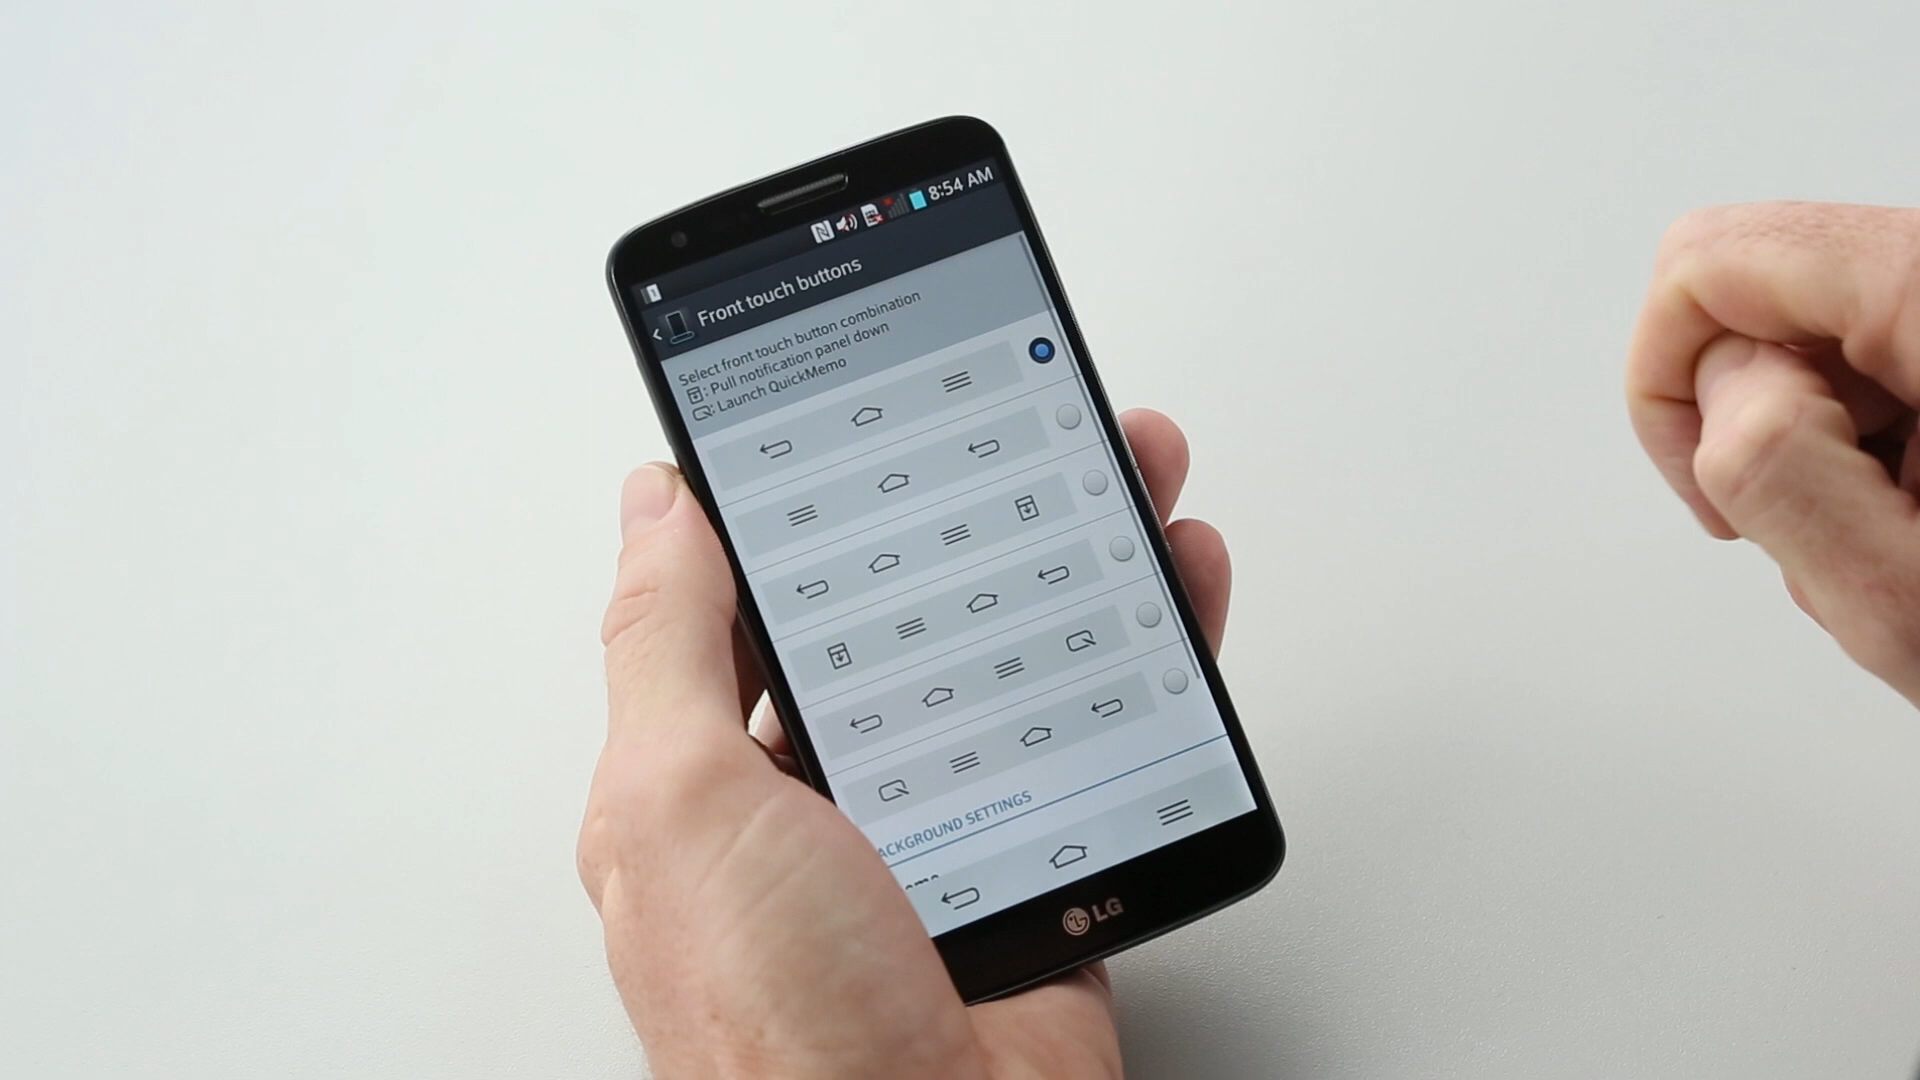 8:54 AM
Front touch buttons
Select front touch button combination
: Pull notification panel down
: Launch QuickMemo
ACKGROUND SETTINGS
LG